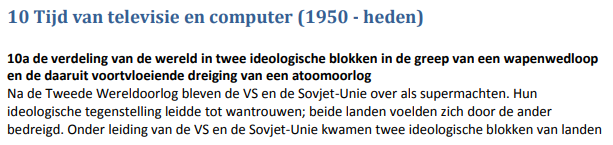 10 Tijd van televisie en computer (1950 - heden)
10a de verdeling van de wereld in twee ideologische blokken in de greep van een wapenwedloop
en de daaruit voortvloeiende dreiging van een atoomoorlog
Na de Tweede Wereldoorlog bleven de VS en de Sovjet-Unie over als supermachten. Hun
ideologische tegenstelling leidde tot wantrouwen; beide landen voelden zich door de ander
bedreigd. Onder leiding van de VS en de Sovjet-Unie kwamen twee ideologische blokken van landen